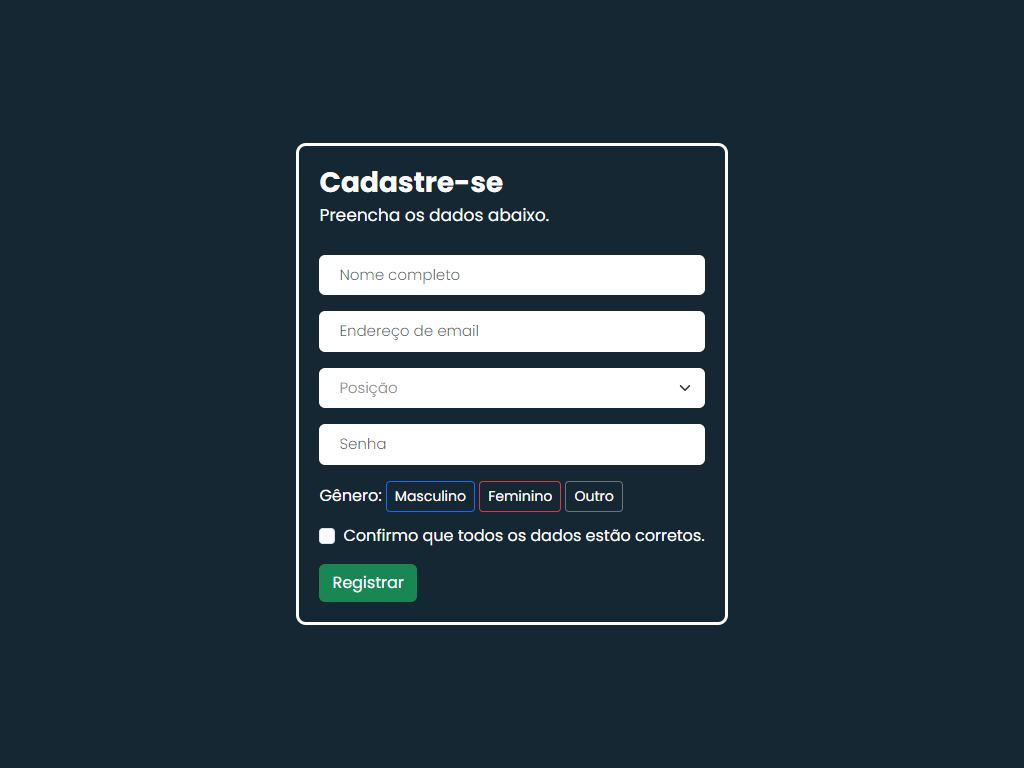 Cadastre-se
Preencha os dados abaixo.
Nome completo
Endereço de email
Posição
Senha
Gênero: Masculino Feminino Outro
Confirmo que todos os dados estão corretos.
Registrar